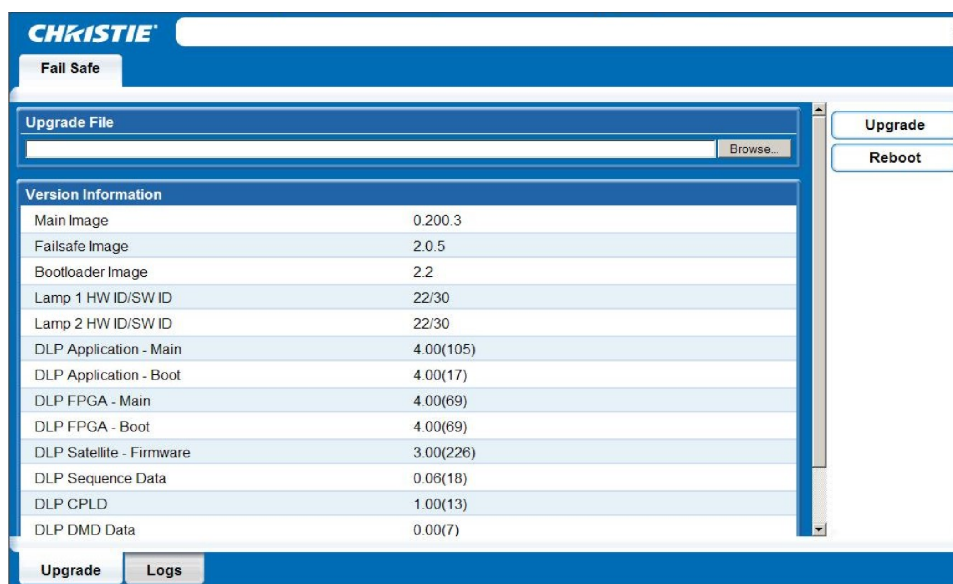 CHRISTIE
Fail Safe
Upgrade File
Browse...
Upgrade
Reboot
Version Information
Main Image 0.200.3
Failsafe Image 2.0.5
Bootloader Image 2.2
Lamp 1 HW ID/SW ID 22/30
Lamp 2 HW ID/SW ID 22/30
DLP Application - Main 4.00(105)
DLP Application - Boot 4.00(17)
DLP FPGA - Main 4.00(69)
DLP FPGA - Boot 4.00(69)
DLP Satellite - Firmware 3.00(226)
DLP Sequence Data 0.06(18)
DLP CPLD 1.00(13)
DLP DMD Data 0.00(7)
Upgrade Logs